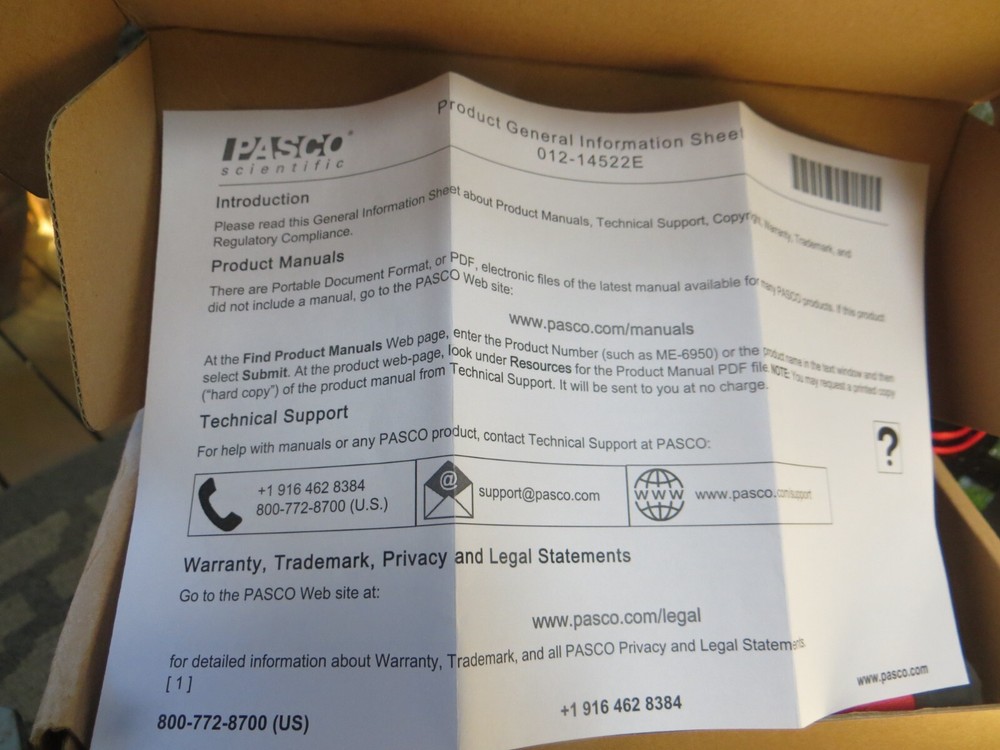 PASCO®
scientific
Product General Information Sheet
012-14522E
Introduction
Please read this General Information Sheet about Product Manuals, Technical Support, Copyright, Warranty, Trademark, and
Regulatory Compliance.
Product Manuals
There are Portable Document Format, or PDF, electronic files of the latest manual available for many PASCO products. If this product
did not include a manual, go to the PASCO Web site:
www.pasco.com/manuals
At the Find Product Manuals Web page, enter the Product Number (such as ME-6950) or the product name in the text window and then
select Submit. At the product web-page, look under Resources for the Product Manual PDF file. NOTE: You may request a printed copy
("hard copy") of the product manual from Technical Support. It will be sent to you at no charge.
Technical Support
For help with manuals or any PASCO product, contact Technical Support at PASCO:
?
+1 916 462 8384
800-772-8700 (U.S.)
@
support@pasco.com
WWW
www.pasco.com/support
Warranty, Trademark, Privacy and Legal Statements
Go to the PASCO Web site at:
www.pasco.com/legal
for detailed information about Warranty, Trademark, and all PASCO Privacy and Legal Statements.
[ 1 ]
800-772-8700 (US)
+1 916 462 8384
www.pasco.com